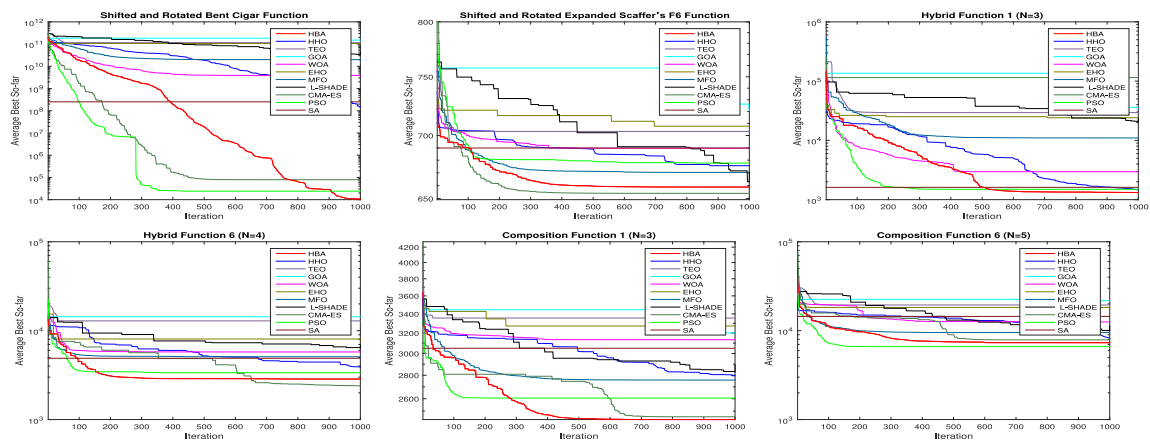 Shifted and Rotated Bent Cigar Function
Average Best So-far
10^12
10^11
10^10
10^9
10^8
10^7
10^6
10^5
10^4
100 200 300 400 500 600 700 800 900 1000
Iteration
HBA
HHO
TEO
GOA
WOA
EHO
MFO
L-SHADE
CMA-ES
PSO
SA
Shifted and Rotated Expanded Scaffer's F6 Function
Average Best So-far
800
750
700
650
100 200 300 400 500 600 700 800 900 1000
Iteration
HBA
HHO
TEO
GOA
WOA
EHO
MFO
L-SHADE
CMA-ES
PSO
SA
Hybrid Function 1 (N=3)
Average Best So-far
10^6
10^5
10^4
10^3
100 200 300 400 500 600 700 800 900 1000
Iteration
HBA
HHO
TEO
GOA
WOA
EHO
MFO
L-SHADE
CMA-ES
PSO
SA
Hybrid Function 6 (N=4)
Average Best So-far
10^5
10^4
10^3
100 200 300 400 500 600 700 800 900 1000
Iteration
HBA
HHO
TEO
GOA
WOA
EHO
MFO
L-SHADE
CMA-ES
PSO
SA
Composition Function 1 (N=3)
Average Best So-far
4200
3800
3600
3400
3200
3000
2800
2600
100 200 300 400 500 600 700 800 900 1000
Iteration
HBA
HHO
TEO
GOA
WOA
EHO
MFO
L-SHADE
CMA-ES
PSO
SA
Composition Function 6 (N=5)
Average Best So-far
10^5
10^4
10^3
100 200 300 400 500 600 700 800 900 1000
Iteration
HBA
HHO
TEO
GOA
WOA
EHO
MFO
L-SHADE
CMA-ES
PSO
SA